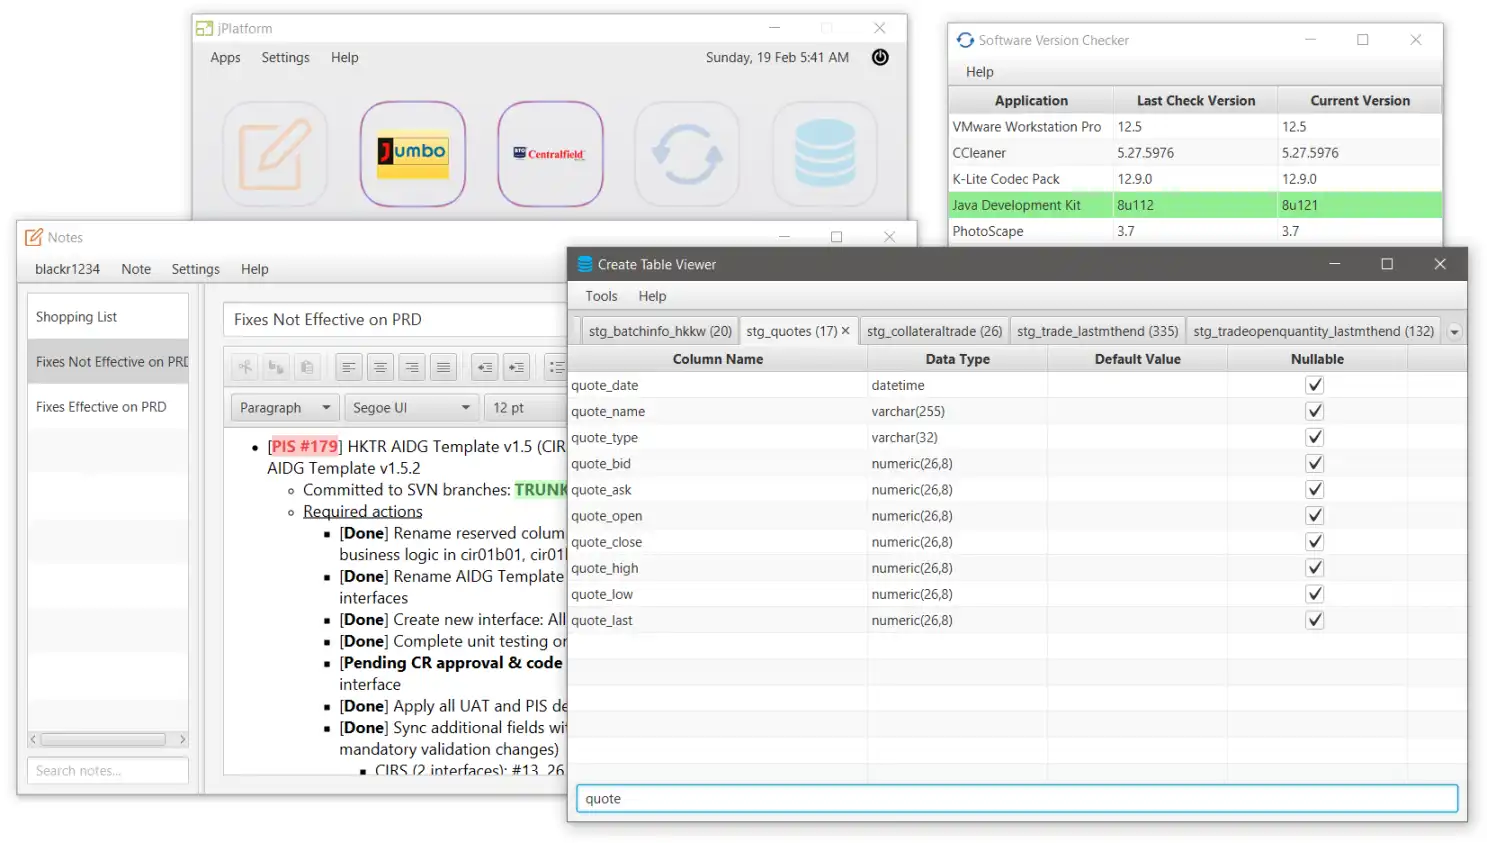 jPlatform
Apps Settings Help
Sunday, 19 Feb 5:41 AM
Jumbo
STG Centralfield
Software Version Checker
Help
Application Last Check Version Current Version
VMware Workstation Pro 12.5 12.5
CCleaner 5.27.5976 5.27.5976
K-Lite Codec Pack 12.9.0 12.9.0
Java Development Kit 8u112 8u121
PhotoScape 3.7 3.7
Notes
blackr1234 Note Settings Help
Shopping List
Fixes Not Effective on PRD
Fixes Effective on PRD
Search notes...
Fixes Not Effective on PRD
Paragraph Segoe UI 12 pt
[PIS #179] HKTR AIDG Template v1.5 (CIR
AIDG Template v1.5.2
Committed to SVN branches: TRUNK
Required actions
[Done] Rename reserved colum
business logic in cir01b01, cir01
[Done] Rename AIDG Template
interfaces
[Done] Create new interface: All
[Done] Complete unit testing or
[Pending CR approval & code
interface
[Done] Apply all UAT and PIS de
[Done] Sync additional fields wi
mandatory validation changes)
CIRS (2 interfaces): #13, 26
Create Table Viewer
Tools Help
stg_batchinfo_hkkw (20) stg_quotes (17) stg_collateraltrade (26) stg_trade_lastmthend (335) stg_tradeopenquantity_lastmthend (132)
Column Name Data Type Default Value Nullable
quote_date datetime
quote_name varchar(255)
quote_type varchar(32)
quote_bid numeric(26,8)
quote_ask numeric(26,8)
quote_open numeric(26,8)
quote_close numeric(26,8)
quote_high numeric(26,8)
quote_low numeric(26,8)
quote_last numeric(26,8)
quote